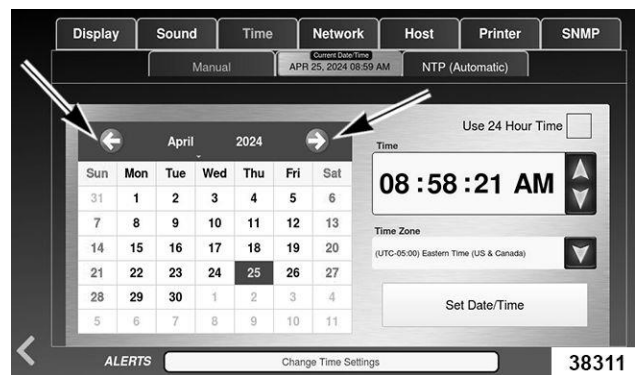 Display Sound Time Network Host Printer SNMP
Manual
Current Date/Time
APR 25, 2024 08:59 AM
NTP (Automatic)
April 2024
Sun Mon Tue Wed Thu Fri Sat
31 1 2 3 4 5 6
7 8 9 10 11 12 13
14 15 16 17 18 19 20
21 22 23 24 25 26 27
28 29 30 1 2 3 4
5 6 7 8 9 10 11
Use 24 Hour Time
Time
08 :58 :21 AM
Time Zone
(UTC-05:00) Eastern Time (US & Canada)
Set Date/Time
ALERTS Change Time Settings
38311